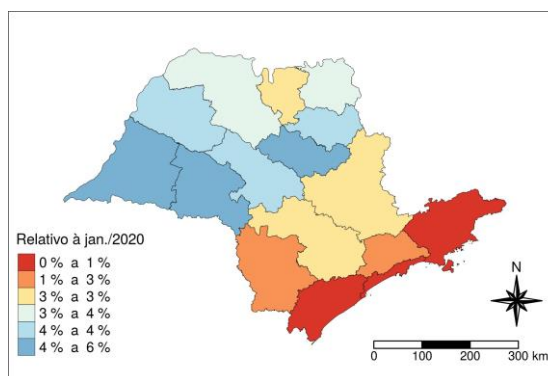 Relativo à jan./2020
0 % a 1 %
1 % a 3 %
3 % a 3 %
3 % a 4 %
4 % a 4 %
4 % a 6 %
N
0 100 200 300 km